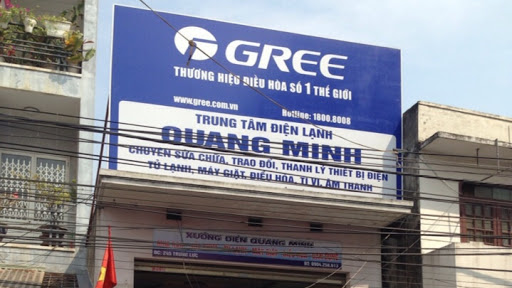 GREE
THƯƠNG HIỆU ĐIỀU HÒA SỐ 1 THẾ GIỚI
www.gree.com.vn Hotline: 1800.8008
TRUNG TÂM ĐIỆN LẠNH
QUANG MINH
CHUYÊN SỬA CHỮA, TRAO ĐỔI, THANH LÝ THIẾT BỊ ĐIỆN
TỦ LẠNH, MÁY GIẶT, ĐIỀU HÒA, TI VI, ÂM THANH
XƯỞNG ĐIỆN QUANG MINH